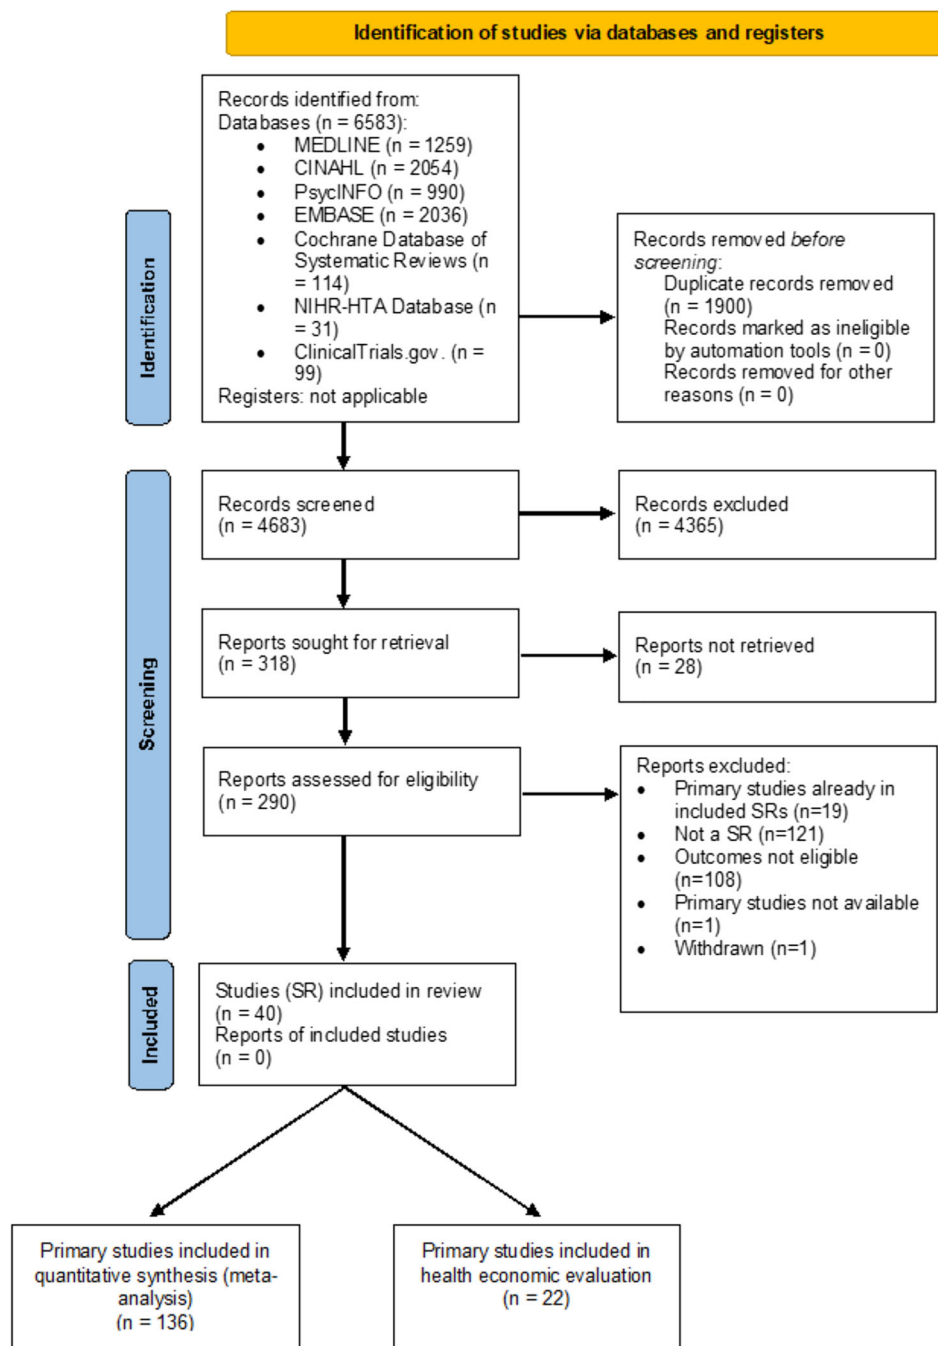 Identification of studies via databases and registers
Records identified from:
Databases (n = 6583):
• MEDLINE (n = 1259)
• CINAHL (n = 2054)
• PsycINFO (n = 990)
• EMBASE (n = 2036)
• Cochrane Database of
Systematic Reviews (n
= 114)
• NIHR-HTA Database (n
= 31)
• ClinicalTrials.gov. (n =
99)
Registers: not applicable
Records removed before
screening:
Duplicate records removed
(n = 1900)
Records marked as ineligible
by automation tools (n = 0)
Records removed for other
reasons (n = 0)
Identification
Records screened
(n = 4683)
Records excluded
(n = 4365)
Reports sought for retrieval
(n = 318)
Reports not retrieved
(n = 28)
Screening
Reports assessed for eligibility
(n = 290)
Reports excluded:
• Primary studies already in
included SRs (n=19)
• Not a SR (n=121)
• Outcomes not eligible
(n=108)
• Primary studies not available
(n=1)
• Withdrawn (n=1)
Included
Studies (SR) included in review
(n = 40)
Reports of included studies
(n = 0)
Primary studies included in
quantitative synthesis (meta-
analysis)
(n = 136)
Primary studies included in
health economic evaluation
(n = 22)